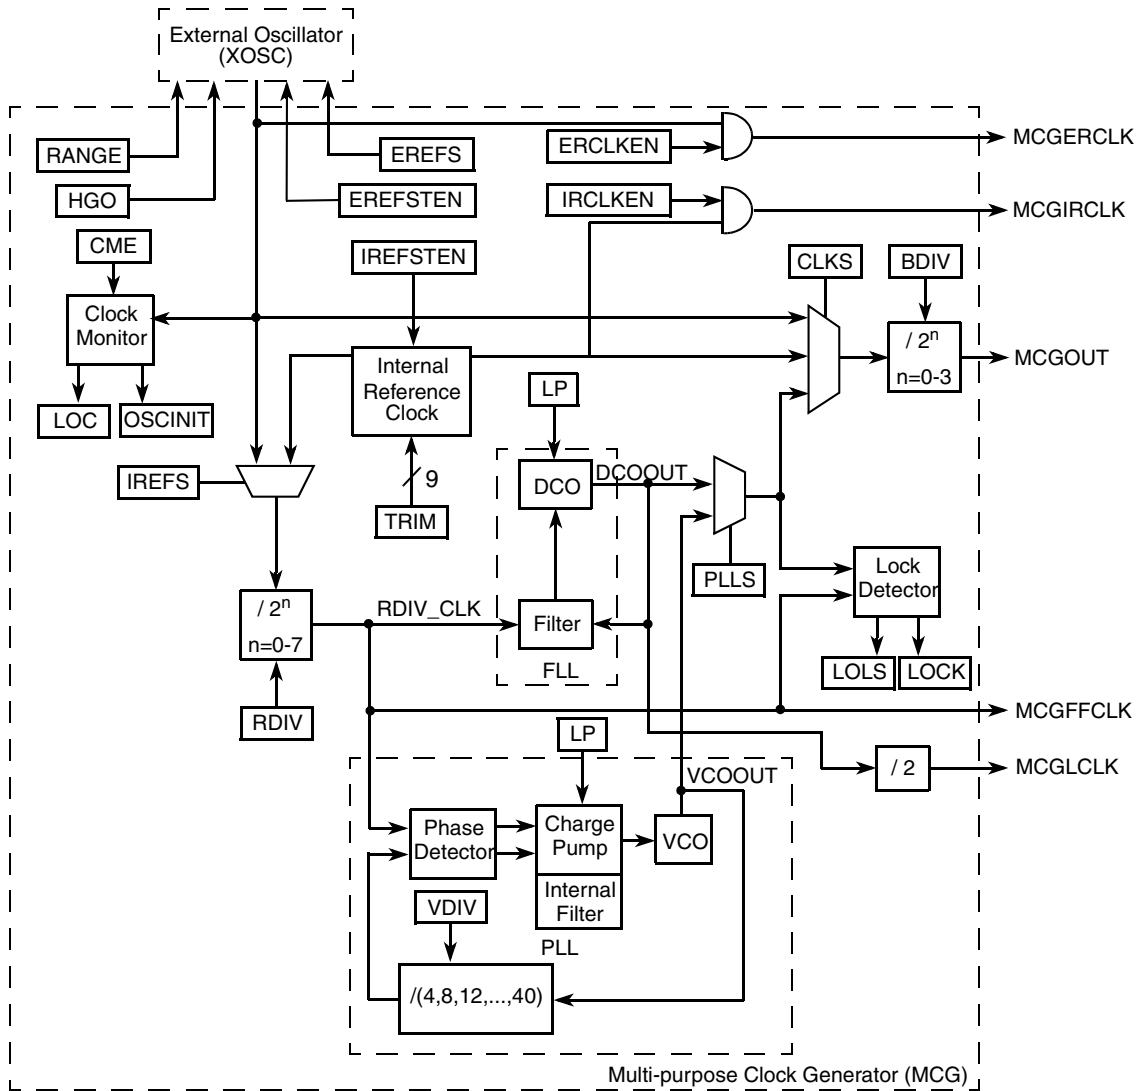 External Oscillator
(XOSC)
RANGE
EREFS
ERCLKEN
MCGERCLK
HGO
EREFSTEN
IRCLKEN
MCGIRCLK
CME
IREFSTEN
CLKS
BDIV
Clock
Monitor
/ 2n
n=0-3
MCGOUT
Internal
Reference
Clock
LP
LOC
OSCINIT
IREFS
9
TRIM
DCO
DCOOUT
PLLS
Lock
Detector
/ 2n
n=0-7
RDIV_CLK
Filter
FLL
LOLS
LOCK
RDIV
MCGFFCLK
LP
/ 2
MCGLCLK
VCOOUT
Phase
Detector
Charge
Pump
VCO
Internal
Filter
VDIV
PLL
/(4,8,12,...,40)
Multi-purpose Clock Generator (MCG)